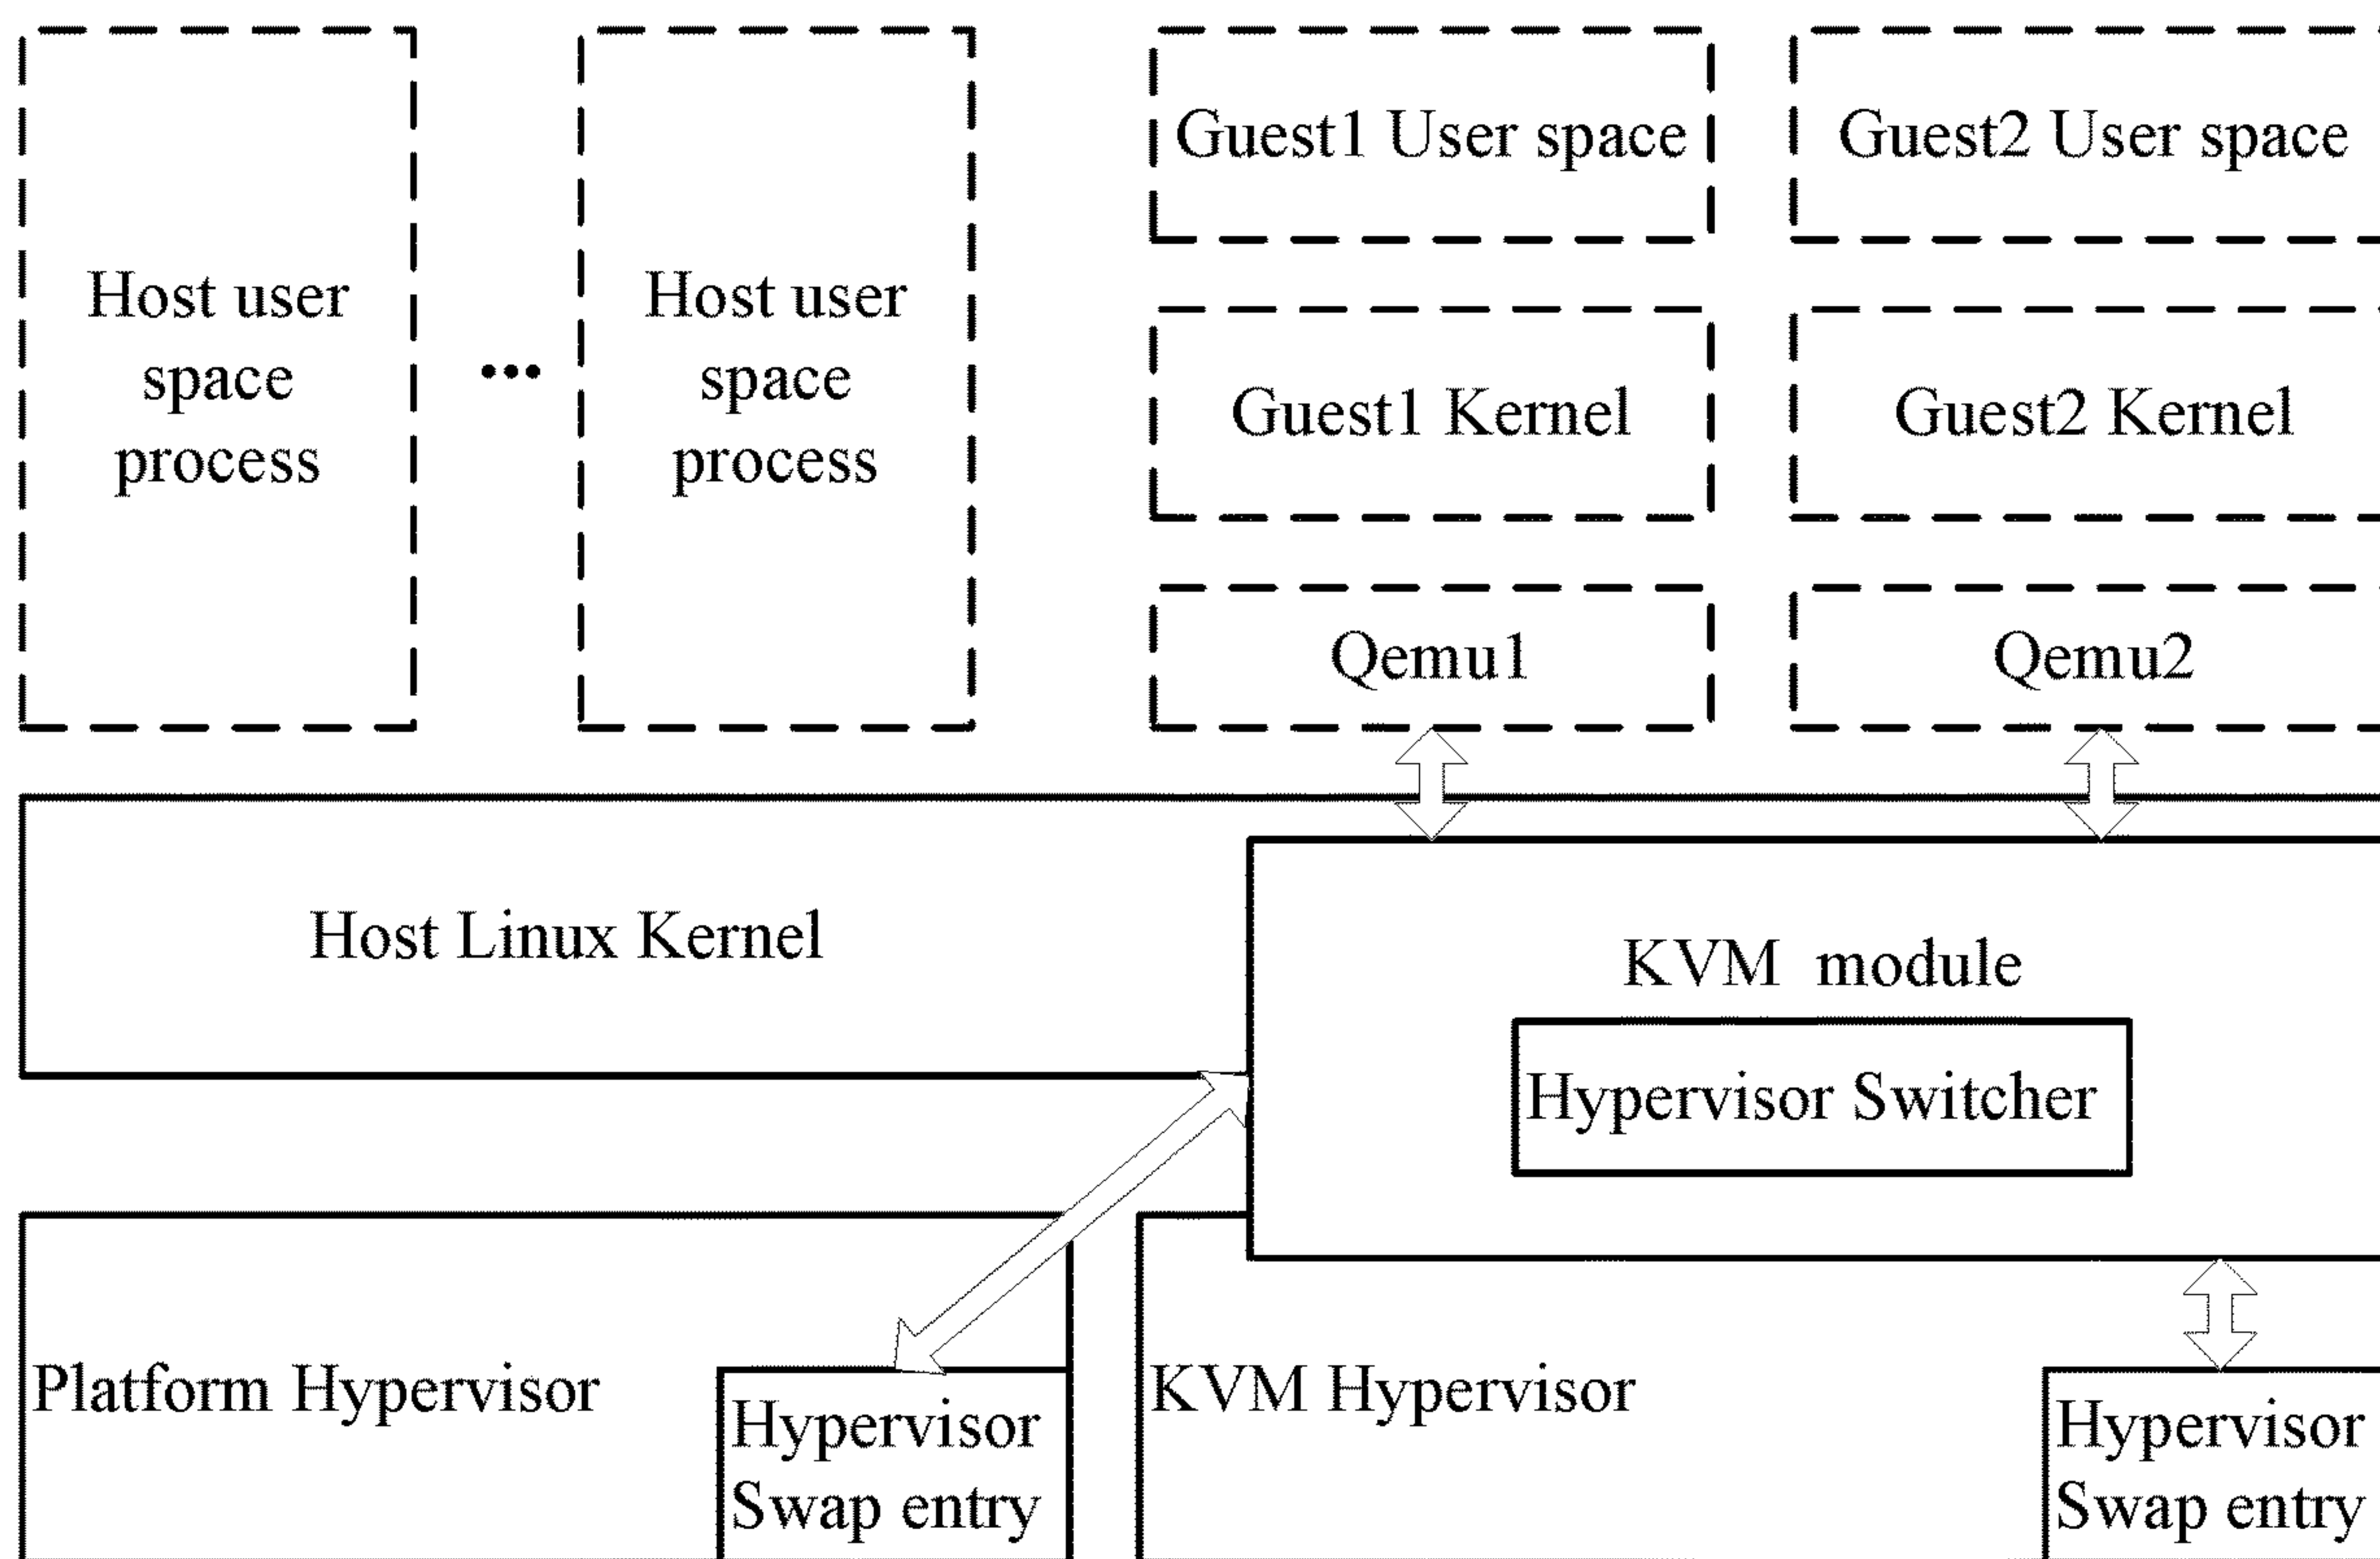 Host user
space
process
...
Host user
space
process
Guest1 User space
Guest2 User space
Guest1 Kernel
Guest2 Kernel
Qemu1
Qemu2
Host Linux Kernel
KVM module
Hypervisor Switcher
Platform Hypervisor
Hypervisor
Swap entry
KVM Hypervisor
Hypervisor
Swap entry